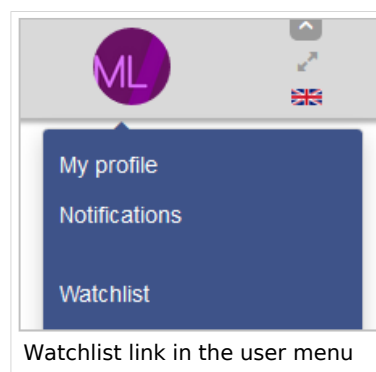 ML
My profile
Notifications
Watchlist
Watchlist link in the user menu